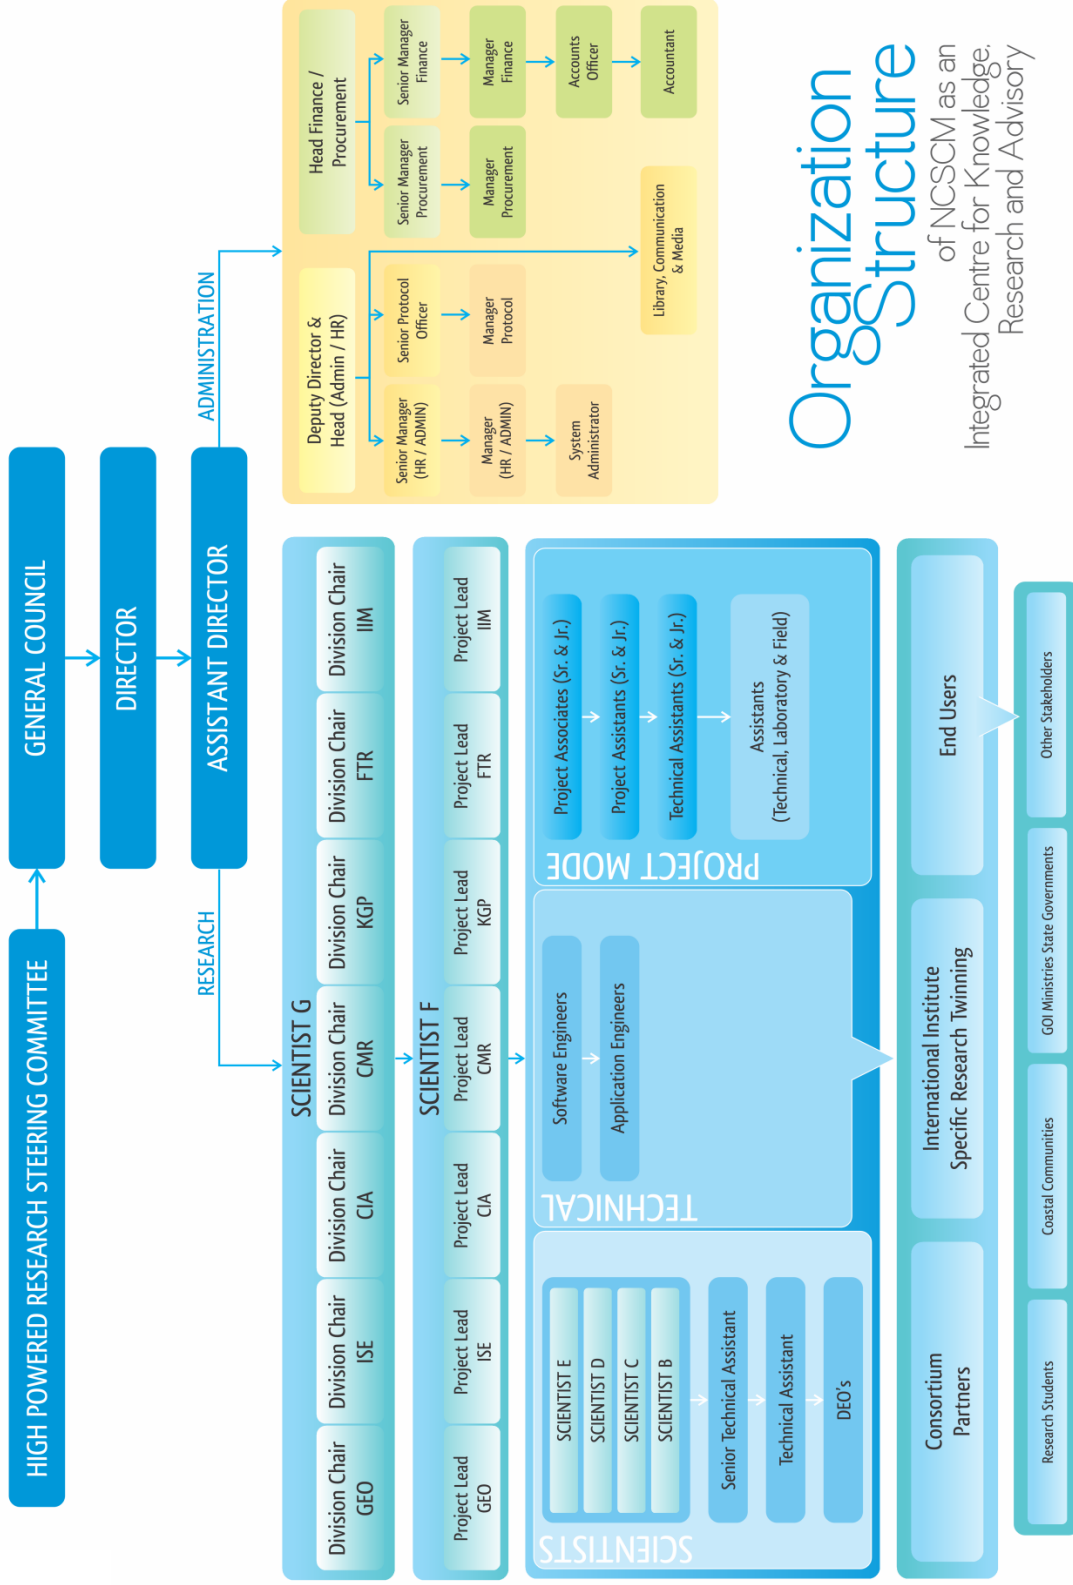 HIGH POWERED RESEARCH STEERING COMMITTEE
GENERAL COUNCIL
DIRECTOR
ASSISTANT DIRECTOR
RESEARCH
ADMINISTRATION
SCIENTIST G
Division Chair
GEO
Division Chair
ISE
Division Chair
CIA
Division Chair
CMR
Division Chair
KGP
Division Chair
FTR
Division Chair
IIM
SCIENTIST F
Project Lead
GEO
Project Lead
ISE
Project Lead
CIA
Project Lead
CMR
Project Lead
KGP
Project Lead
FTR
Project Lead
IIM
SCIENTISTS
SCIENTIST E
SCIENTIST D
SCIENTIST C
SCIENTIST B
Senior Technical Assistant
Technical Assistant
DEO's
TECHNICAL
Software Engineers
Application Engineers
PROJECT MODE
Project Associates (Sr. & Jr.)
Project Assistants (Sr. & Jr.)
Technical Assistants (Sr. & Jr.)
Assistants
(Technical, Laboratory & Field)
Consortium
Partners
International Institute
Specific Research Twinning
End Users
Research Students
Coastal Communities
GOI Ministries State Governments
Other Stakeholders
Deputy Director &
Head (Admin / HR)
Senior Manager
(HR / ADMIN)
Manager
(HR / ADMIN)
System
Administrator
Senior Protocol
Officer
Manager
Protocol
Library, Communication
& Media
Head Finance /
Procurement
Senior Manager
Procurement
Manager
Procurement
Senior Manager
Finance
Manager
Finance
Accounts
Officer
Accountant
Organization
Structure
of NCSCM as an
Integrated Centre for Knowledge,
Research and Advisory